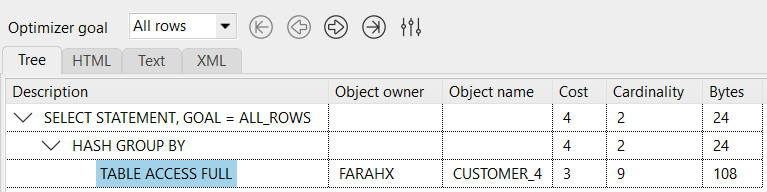 Optimizer goal All rows
Tree HTML Text XML
Description Object owner Object name Cost Cardinality Bytes
SELECT STATEMENT, GOAL = ALL_ROWS 4 2 24
HASH GROUP BY 4 2 24
TABLE ACCESS FULL FARAHX CUSTOMER_4 3 9 108